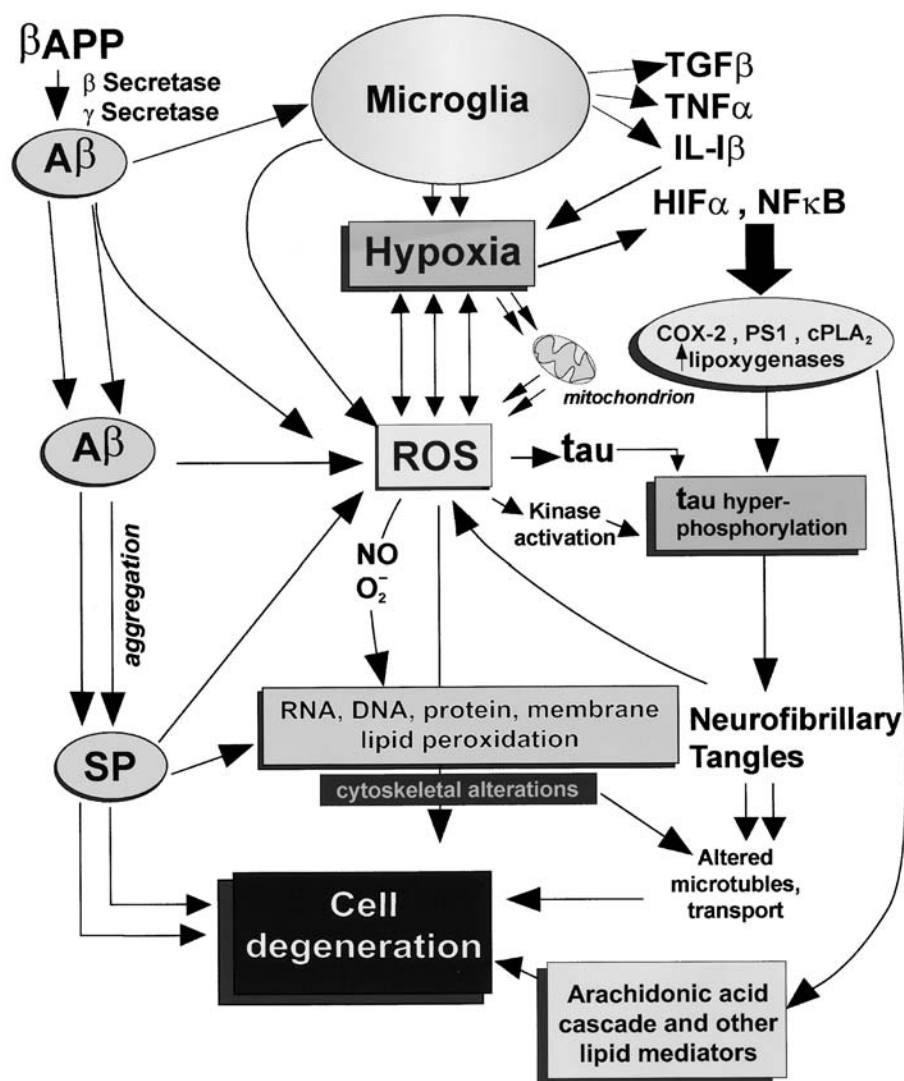 βAPP
β Secretase
γ Secretase
Aβ
Microglia
TGFβ
TNFα
IL-Iβ
HIFα , NFκB
Hypoxia
COX-2 , PS1 , cPLA₂
lipoxygenases
mitochondrion
Aβ
ROS
tau
tau hyper-
phosphorylation
Kinase
activation
NO
O₂⁻
aggregation
RNA, DNA, protein, membrane
lipid peroxidation
cytoskeletal alterations
SP
Neurofibrillary
Tangles
Altered
microtubles,
transport
Cell
degeneration
Arachidonic acid
cascade and other
lipid mediators